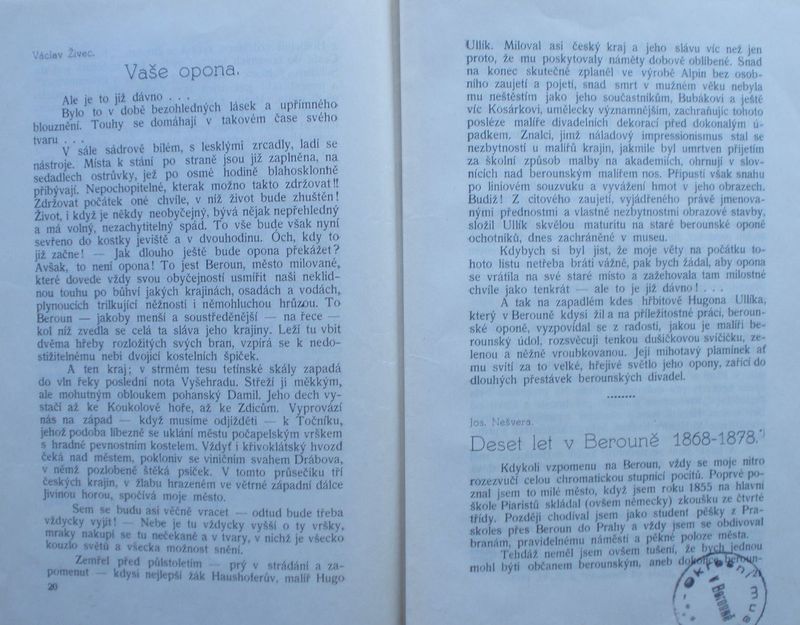 Václav Živec.
Vaše opona.
Ale je to již dávno . . .
Bylo to v době bezohledných lásek a upřímného
blouznění. Touhy se domáhají v takovém čase svého
tvaru . . .
V sále sádrově bílém, s lesklými zrcadly, ladí se
nástroje. Místa k stání po straně jsou již zaplněna, na
sedadlech ostrůvky, jež po osmé hodině blahosklonně
přibývají. Nepochopitelné, kterak možno takto zdržovat!!
Zdržovat počátek oné chvíle, v níž život bude zhuštěn!
Život, i když je někdy neobyčejný, bývá nějak nepřehledný
a má volný, nezachytitelný spád. To vše bude však nyní
sevřeno do kostky jeviště a v dvouhodinu. Och, kdy to
již začne! — Jak dlouho ještě bude opona překážet?
Avšak, to není opona! To jest Beroun, město milované,
které dovede vždy svou obyčejností usmířit naši neklid-
nou touhu po bůhví jakých krajinách, osadách a vodách,
plynoucích trilkující něžností i němohluchou hrůzou. To
Beroun — jakoby menší a soustředěnější — na řece —
kol níž zvedla se celá ta sláva jeho krajiny. Leží tu vbit
dvěma hřeby rozložitých svých bran, vzpírá se k nedo-
stižitelnému nebi dvojicí kostelních špiček.
A ten kraj; v strmém tesu tetínské skály zapadá
do vln řeky poslední nota Vyšehradu. Střeží jí měkkým,
ale mohutným obloukem pohanský Damil. Jeho dech vy-
stačí až ke Koukolově hoře, až ke Zdicům. Vyprovází
nás na západ — když musíme odjížděti — k Točníku,
jehož podoba líbezně se uklání městu počapelským vrškem
s hradně pevnostním kostelem. Vždyť i křivoklátský hvozd
čeká nad městem, pokloniv se viničním svahem Drábova,
v němž pozlobeně štěká psíček. V tomto průsečíku tří
českých krajin, v žlabu hrazeném ve větrné západní dálce
Jivinou horou, spočívá moje město.
Sem se budu asi věčně vracet — odtud bude třeba
vždycky vyjít! — Nebe je tu vždycky vyšší o ty vršky,
mraky nakupí se tu nečekaně a v tvary, v nichž je všecko
kouzlo světů a všecka možnost snění.
Zemřel před půlstoletím — prý v strádání a za-
pomenut — kdysi nejlepší žák Haushoferův, malíř Hugo
20
Ullík. Miloval asi český kraj a jeho slávu víc než jen
proto, že mu poskytovaly náměty dobově oblíbené. Snad
na konec skutečně zplaněl ve výrobě Alpin bez osob-
ního zaujetí a pojetí, snad smrt v mužném věku nebyla
mu neštěstím jako jeho součastníkům, Bubákovi a ještě
víc Kosárkovi, umělecky významnějším, zachraňujíc tohoto
posléze malíře divadelních dekorací před dokonalým ú-
padkem. Znalci, jimž náladový impressionismus stal se
nezbytností u malířů krajin, jakmile byl umrtven přijetím
za školní způsob malby na akademiích, ohrnují v slov-
nících nad berounským malířem nos. Připustí však snahu
po liniovém souzvuku a vyvážení hmot v jeho obrazech.
Budiž! Z citového zaujetí, vyjádřeného právě jmenova-
nými přednostmi a vlastně nezbytnostmi obrazové stavby,
složil Ullík skvělou maturitu na staré berounské oponě
ochotníků, dnes zachráněné v museu.
Kdybych si byl jist, že moje věty na počátku to-
hoto listu netřeba bráti vážně, pak bych žádal, aby opona
se vrátila na své staré místo a zažehovala tam milostné
chvíle jako tenkrát — ale to je již dávno! . . .
A tak na zapadlém kdes hřbitově Hugona Ullíka,
který v Berouně kdysi žil a na příležitostné práci, beroun-
ské oponě, vyzpovídal se z radosti, jakou je malíři be-
rounský údol, rozsvěcuji tenkou dušičkovou svíčičku, ze-
lenou a něžně vroubkovanou. Její mihotavý plamínek ať
mu svítí za to velké, hřejivé světlo jeho opony, zářící do
dlouhých přestávek berounských divadel.
Jos. Nešvera.
Deset let v Berouně 1868-1878.*)
Kdykoli vzpomenu na Beroun, vždy se moje nitro
rozezvučí celou chromatickou stupnicí pocitů. Poprvé po-
znal jsem to milé město, když jsem roku 1855 na hlavní
škole Piaristů skládal (ovšem německy) zkoušku ze čtvrté
třídy. Později chodíval jsem jako student pěšky z Pra-
skoles přes Beroun do Prahy a vždy jsem se obdivoval
branám, pravidelnému náměstí a pěkné poloze města.
Tehdáž neměl jsem ovšem tušení, že bych jednou
mohl býti občanem berounským, aneb dokonce beroun-
Okresní mus
v Berouně